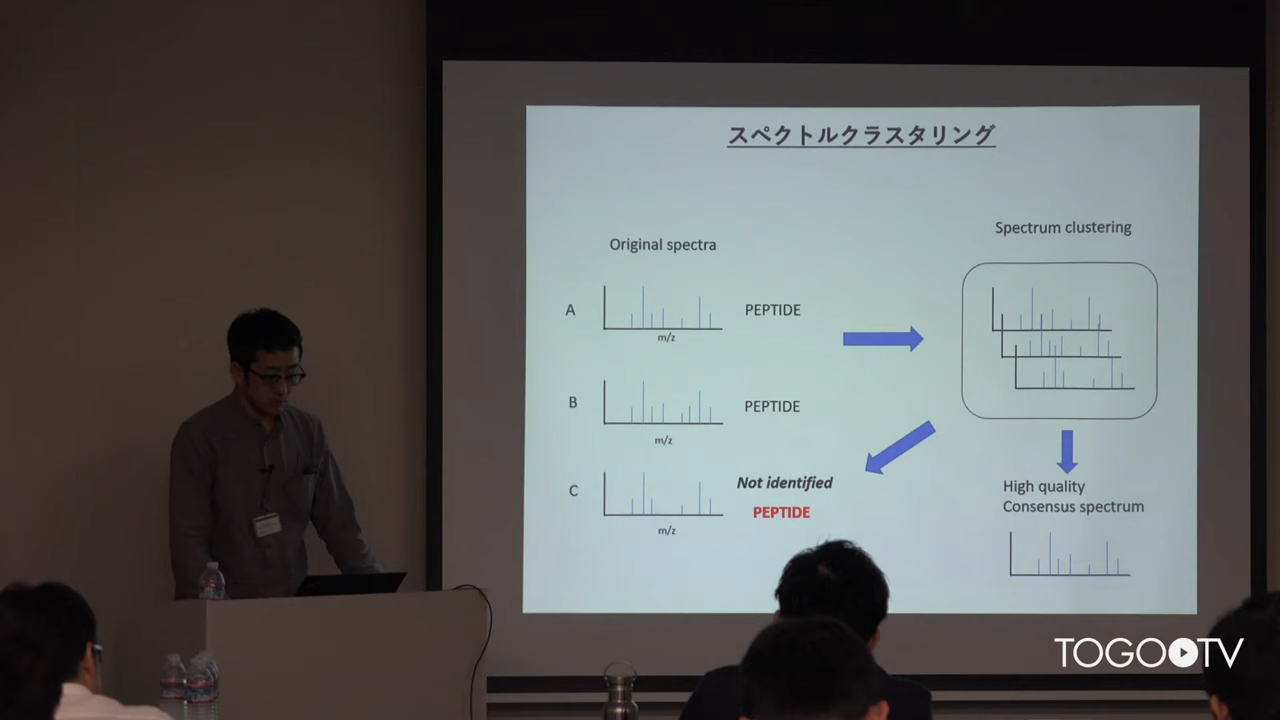 スペクトルクラスタリング
Original spectra
Spectrum clustering
A
PEPTIDE
m/z
B
PEPTIDE
m/z
C
Not identified
PEPTIDE
m/z
High quality
Consensus spectrum
TOGOTV